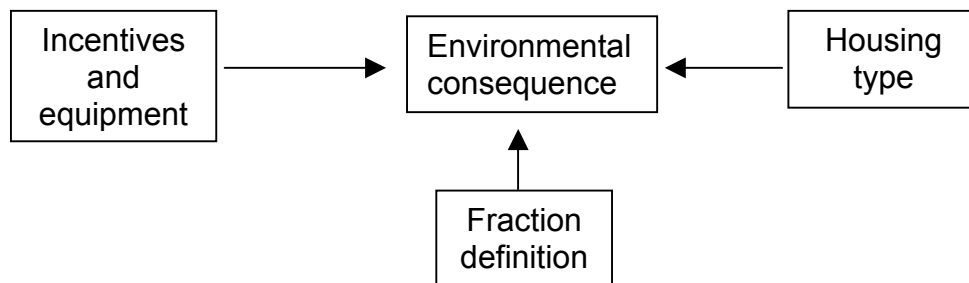 Incentives
and
equipment
Environmental
consequence
Housing
type
Fraction
definition